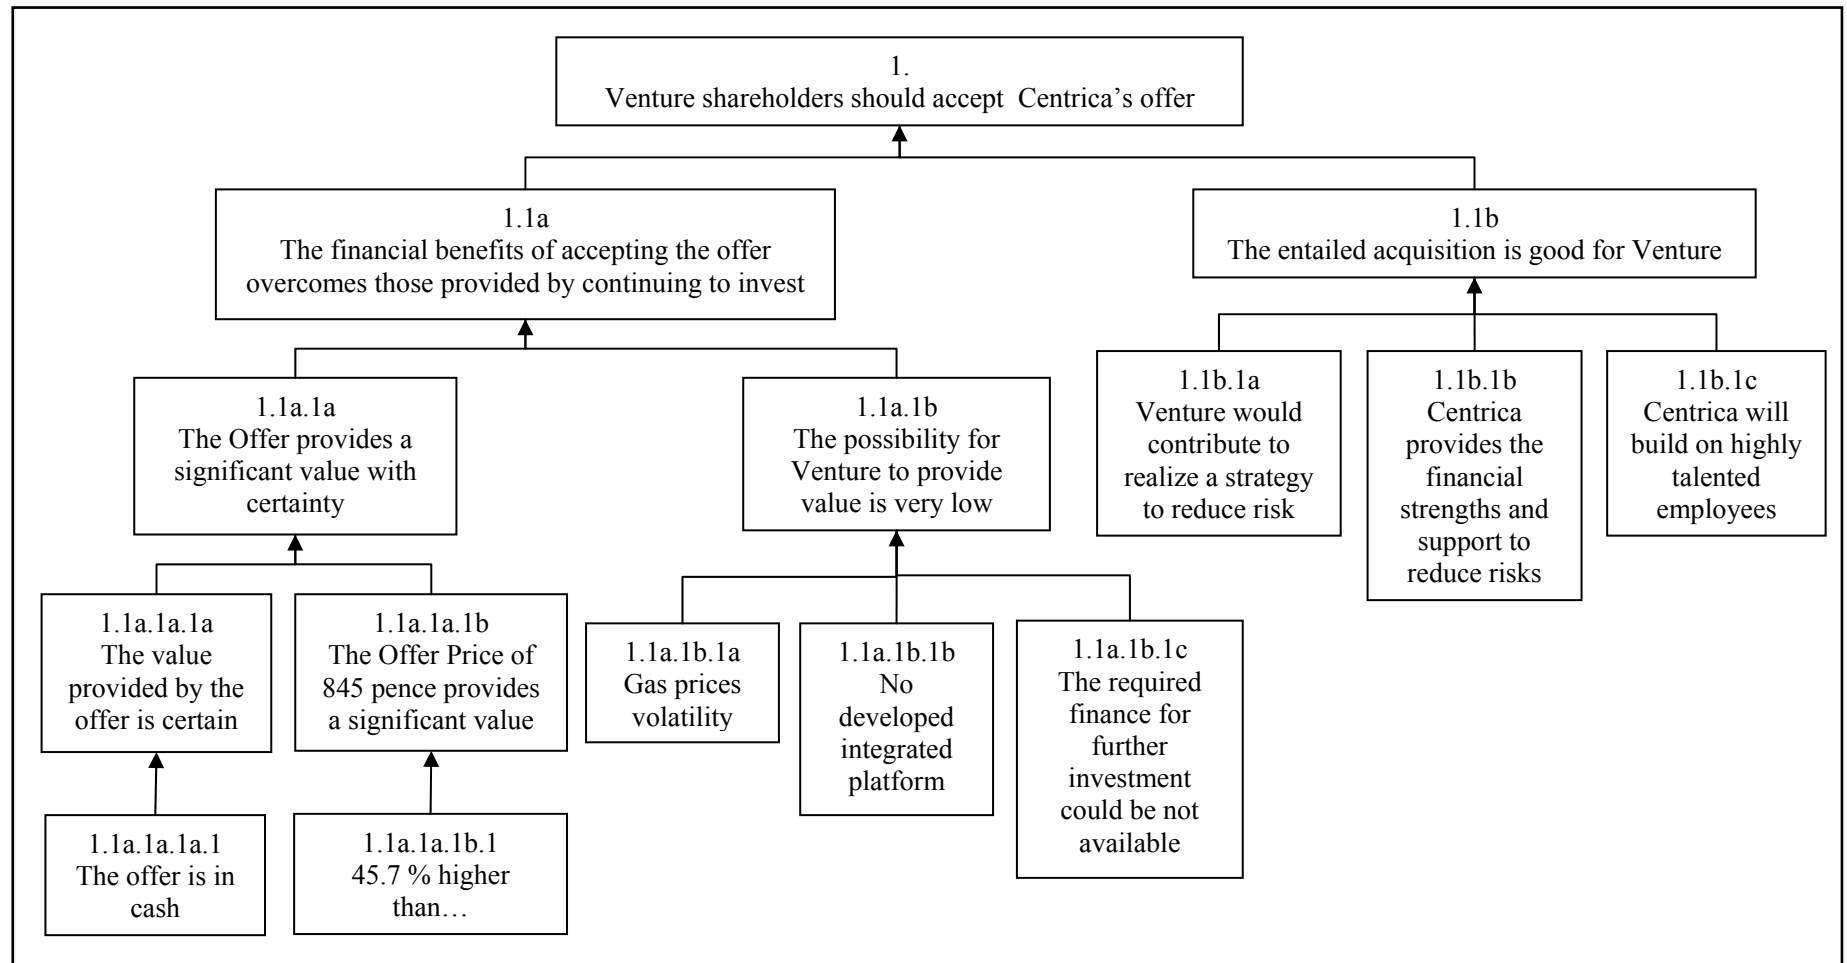 1.
Venture shareholders should accept Centrica's offer
1.1a
The financial benefits of accepting the offer
overcomes those provided by continuing to invest
1.1b
The entailed acquisition is good for Venture
1.1a.1a
The Offer provides a
significant value with
certainty
1.1a.1b
The possibility for
Venture to provide
value is very low
1.1b.1a
Venture would
contribute to
realize a strategy
to reduce risk
1.1b.1b
Centrica
provides the
financial
strengths and
support to
reduce risks
1.1b.1c
Centrica will
build on highly
talented
employees
1.1a.1a.1a
The value
provided by the
offer is certain
1.1a.1a.1b
The Offer Price of
845 pence provides
a significant value
1.1a.1b.1a
Gas prices
volatility
1.1a.1b.1b
No
developed
integrated
platform
1.1a.1b.1c
The required
finance for
further
investment
could be not
available
1.1a.1a.1a.1
The offer is in
cash
1.1a.1a.1b.1
45.7 % higher
than…